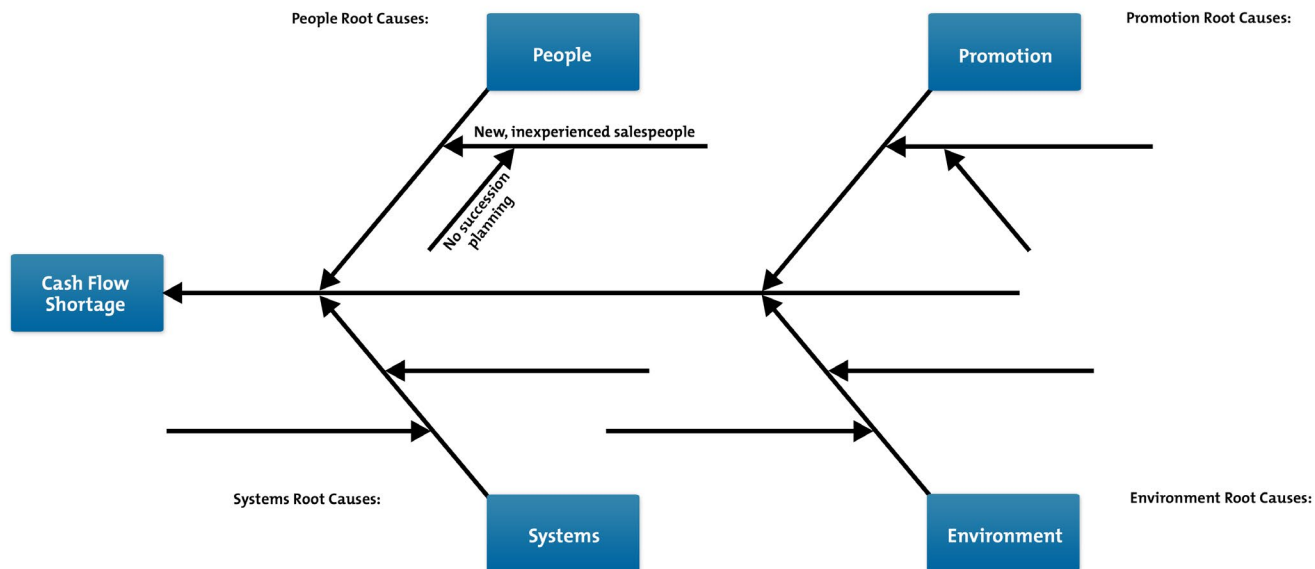 People Root Causes:
People
Promotion
Promotion Root Causes:
New, inexperienced salespeople
No succession
planning
Cash Flow
Shortage
Systems Root Causes:
Systems
Environment
Environment Root Causes: